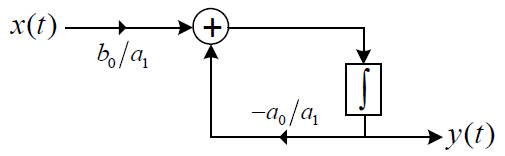 x(t)
b₀/a₁
+
∫
−a₀/a₁
y(t)